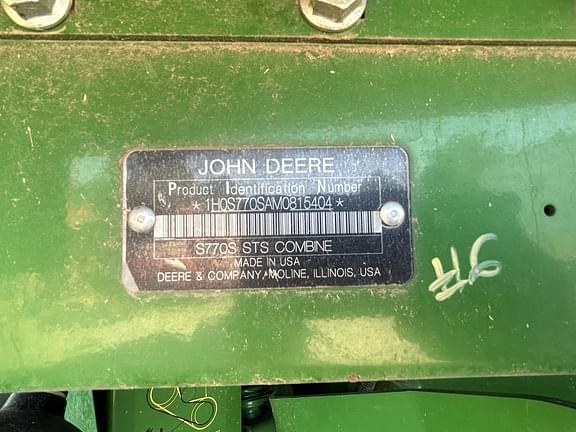 JOHN DEERE
Product Identification Number
* 1H0S770SAM0815404 *
S770S STS COMBINE
MADE IN USA
DEERE & COMPANY, MOLINE, ILLINOIS, USA